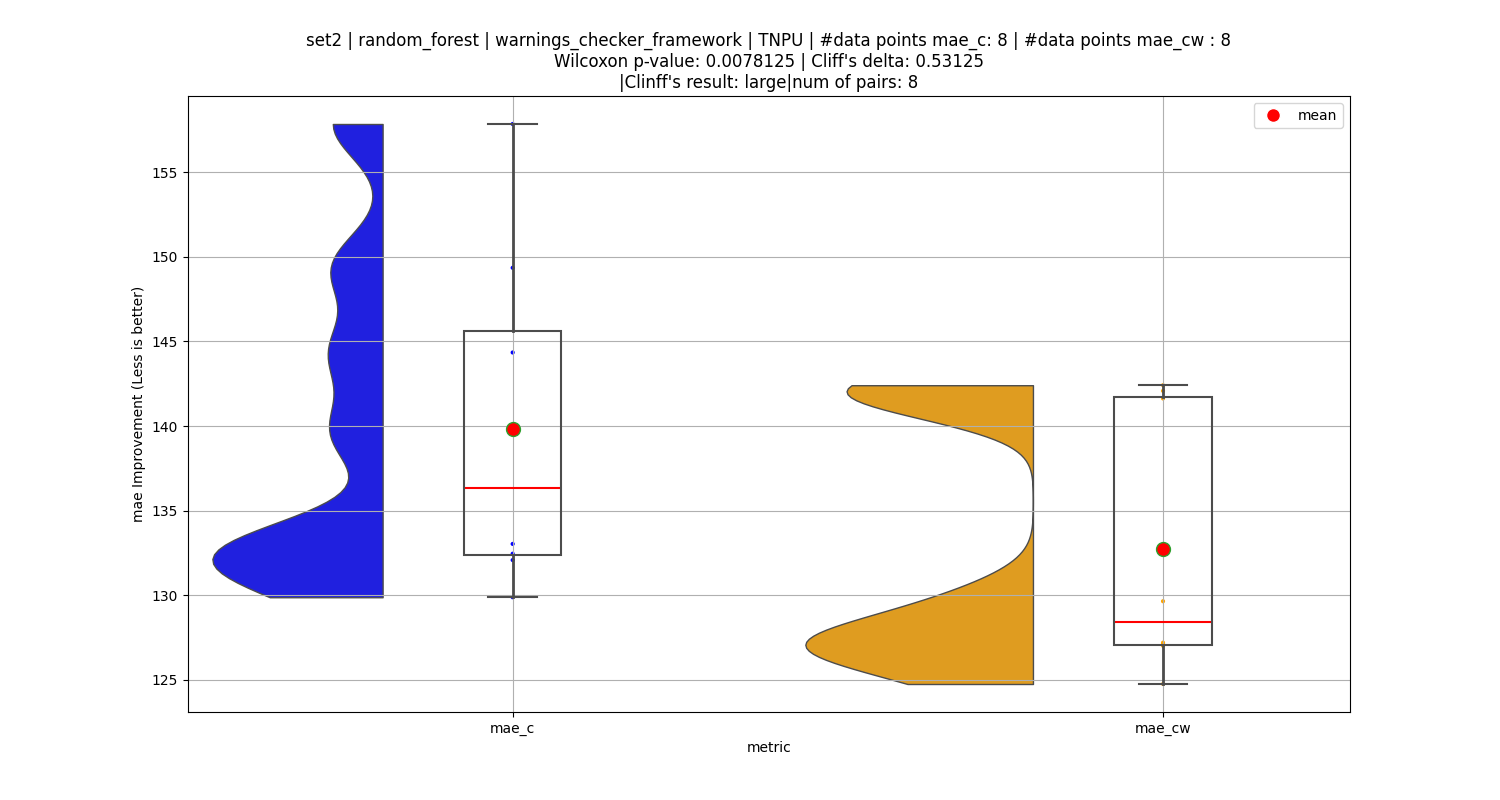 set2 | random_forest | warnings_checker_framework | TNPU | #data points mae_c: 8 | #data points mae_cw : 8
Wilcoxon p-value: 0.0078125 | Cliff's delta: 0.53125
|Clinff's result: large|num of pairs: 8
mean
155
150
145
140
135
130
125
mae Improvement (Less is better)
mae_c
mae_cw
metric